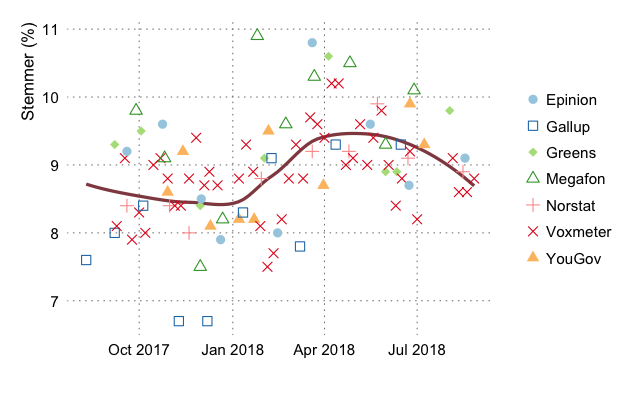 Stemmer (%)
11
10
9
8
7
Oct 2017
Jan 2018
Apr 2018
Jul 2018
Epinion
Gallup
Greens
Megafon
Norstat
Voxmeter
YouGov